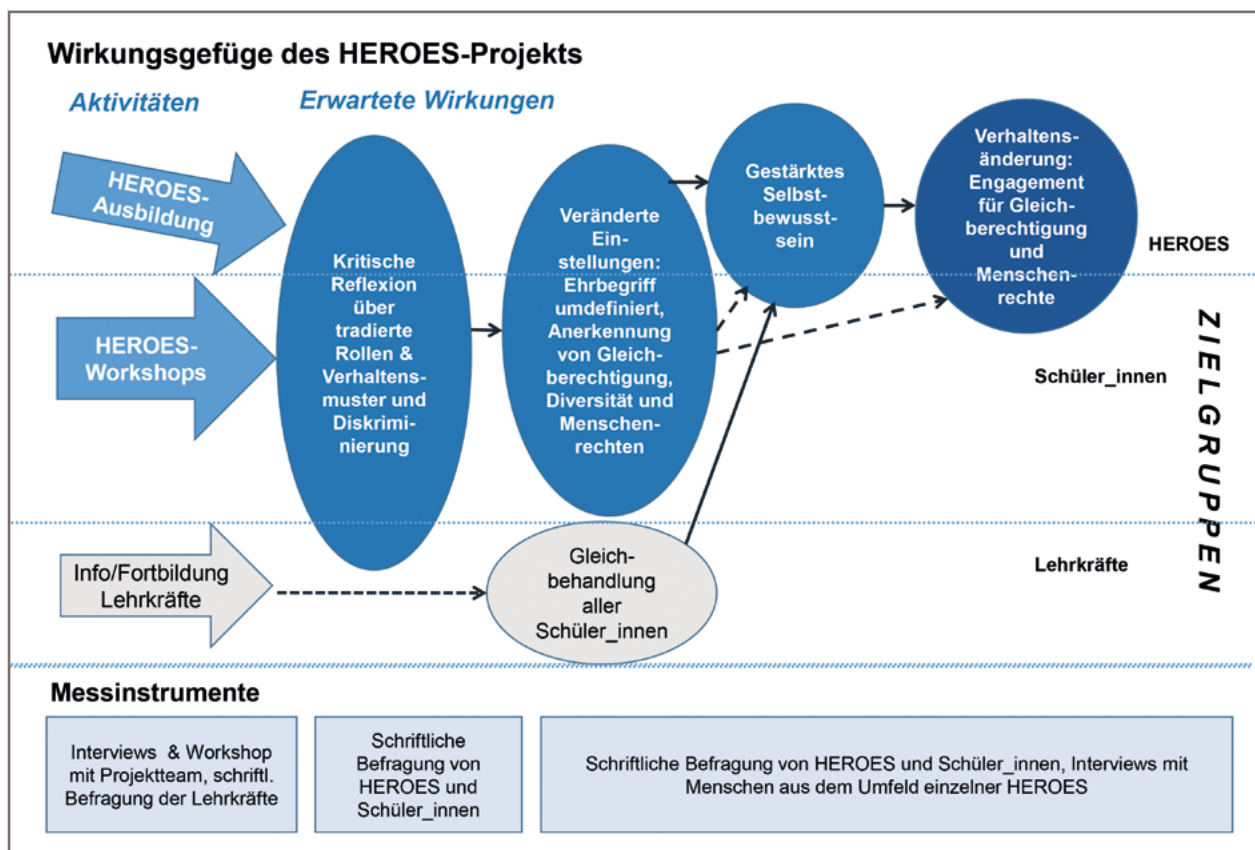 Wirkungsgefüge des HEROES-Projekts
Aktivitäten
Erwartete Wirkungen
HEROES-
Ausbildung
HEROES-
Workshops
Info/Fortbildung
Lehrkräfte
Kritische
Reflexion
über
tradierte
Rollen &
Verhaltens-
muster und
Diskrimi-
nierung
Veränderte
Ein-
stellungen:
Ehrbegriff
umdefiniert,
Anerkennung
von Gleich-
berechtigung,
Diversität und
Menschen-
rechten
Gleich-
behandlung
aller
Schüler_innen
Gestärktes
Selbst-
bewusst-
sein
Verhaltens-
änderung:
Engagement
für Gleich-
berechtigung
und
Menschen-
rechte
HEROES
Schüler_innen
Lehrkräfte
ZIELGRUPPEN
Messinstrumente
Interviews & Workshop
mit Projektteam, schriftl.
Befragung der Lehrkräfte
Schriftliche
Befragung von
HEROES und
Schüler_innen
Schriftliche Befragung von HEROES und Schüler_innen, Interviews mit
Menschen aus dem Umfeld einzelner HEROES